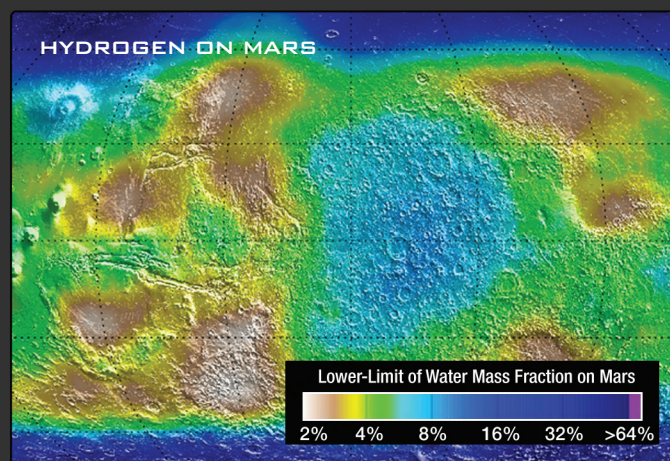 HYDROGEN ON MARS
Lower-Limit of Water Mass Fraction on Mars
2% 4% 8% 16% 32% >64%